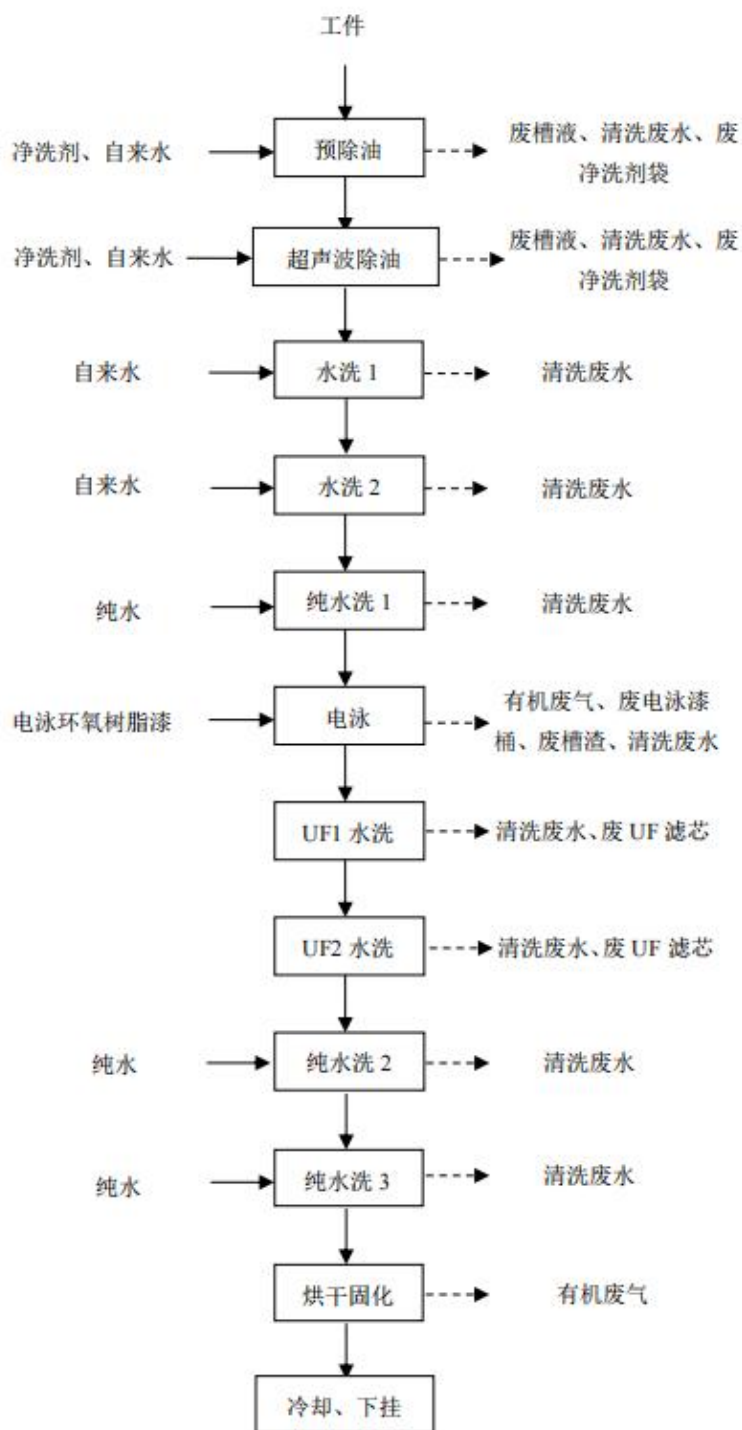 工件
净洗剂、自来水
预除油
废槽液、清洗废水、废
净洗剂袋
净洗剂、自来水
超声波除油
废槽液、清洗废水、废
净洗剂袋
自来水
水洗 1
清洗废水
自来水
水洗 2
清洗废水
纯水
纯水洗 1
清洗废水
电泳环氧树脂漆
电泳
有机废气、废电泳漆
桶、废槽渣、清洗废水
UF1 水洗
清洗废水、废 UF 滤芯
UF2 水洗
清洗废水、废 UF 滤芯
纯水
纯水洗 2
清洗废水
纯水
纯水洗 3
清洗废水
烘干固化
有机废气
冷却、下挂